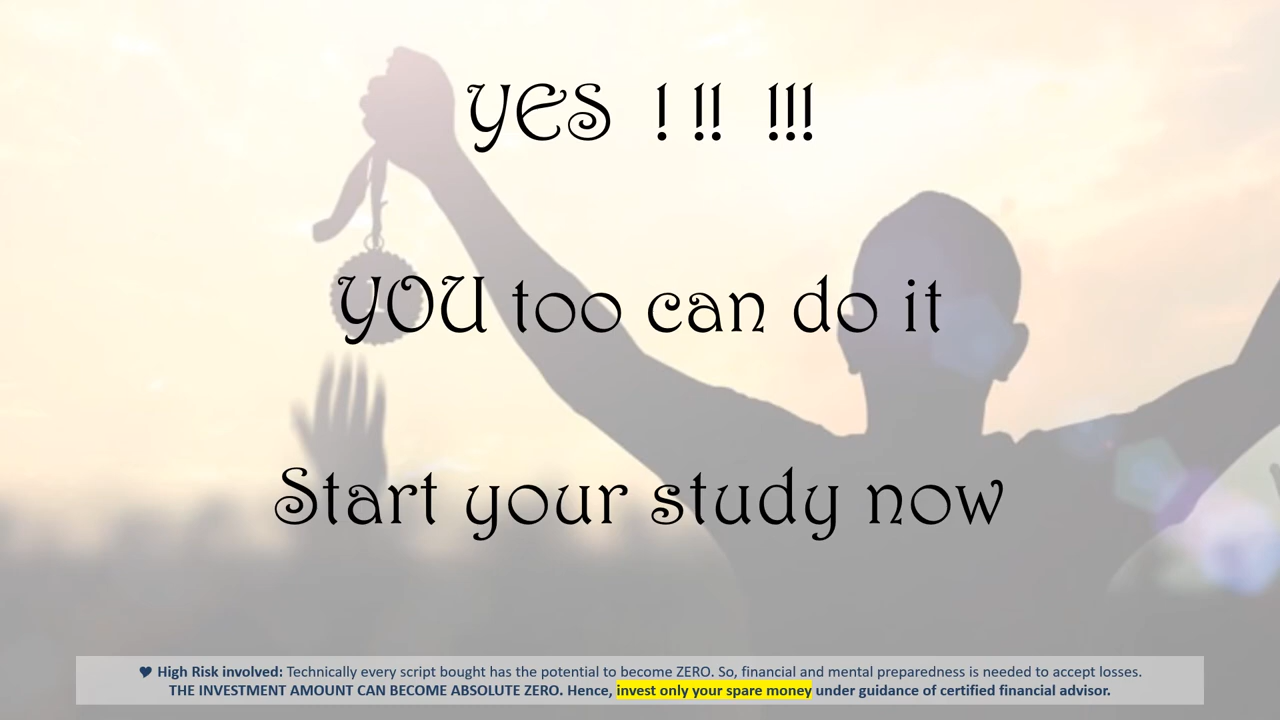 YES ! !! !!!
YOU too can do it
Start your study now
♥ High Risk involved: Technically every script bought has the potential to become ZERO. So, financial and mental preparedness is needed to accept losses.
THE INVESTMENT AMOUNT CAN BECOME ABSOLUTE ZERO. Hence, invest only your spare money under guidance of certified financial advisor.